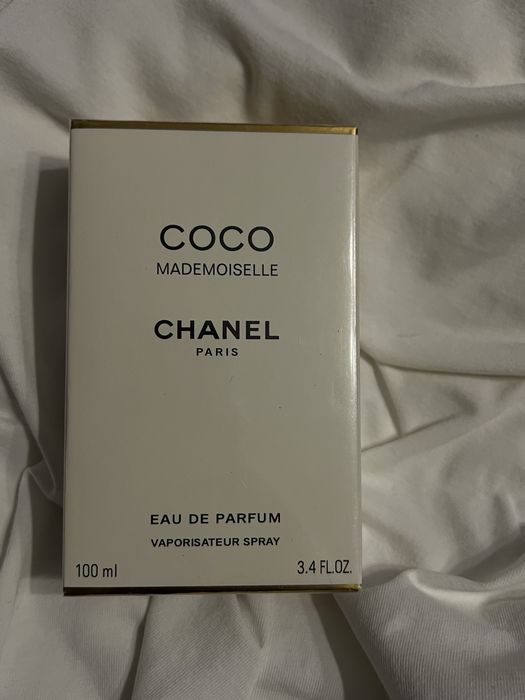 COCO
MADEMOISELLE
CHANEL
PARIS
EAU DE PARFUM
VAPORISATEUR SPRAY
100 ml 3.4 FL.OZ.